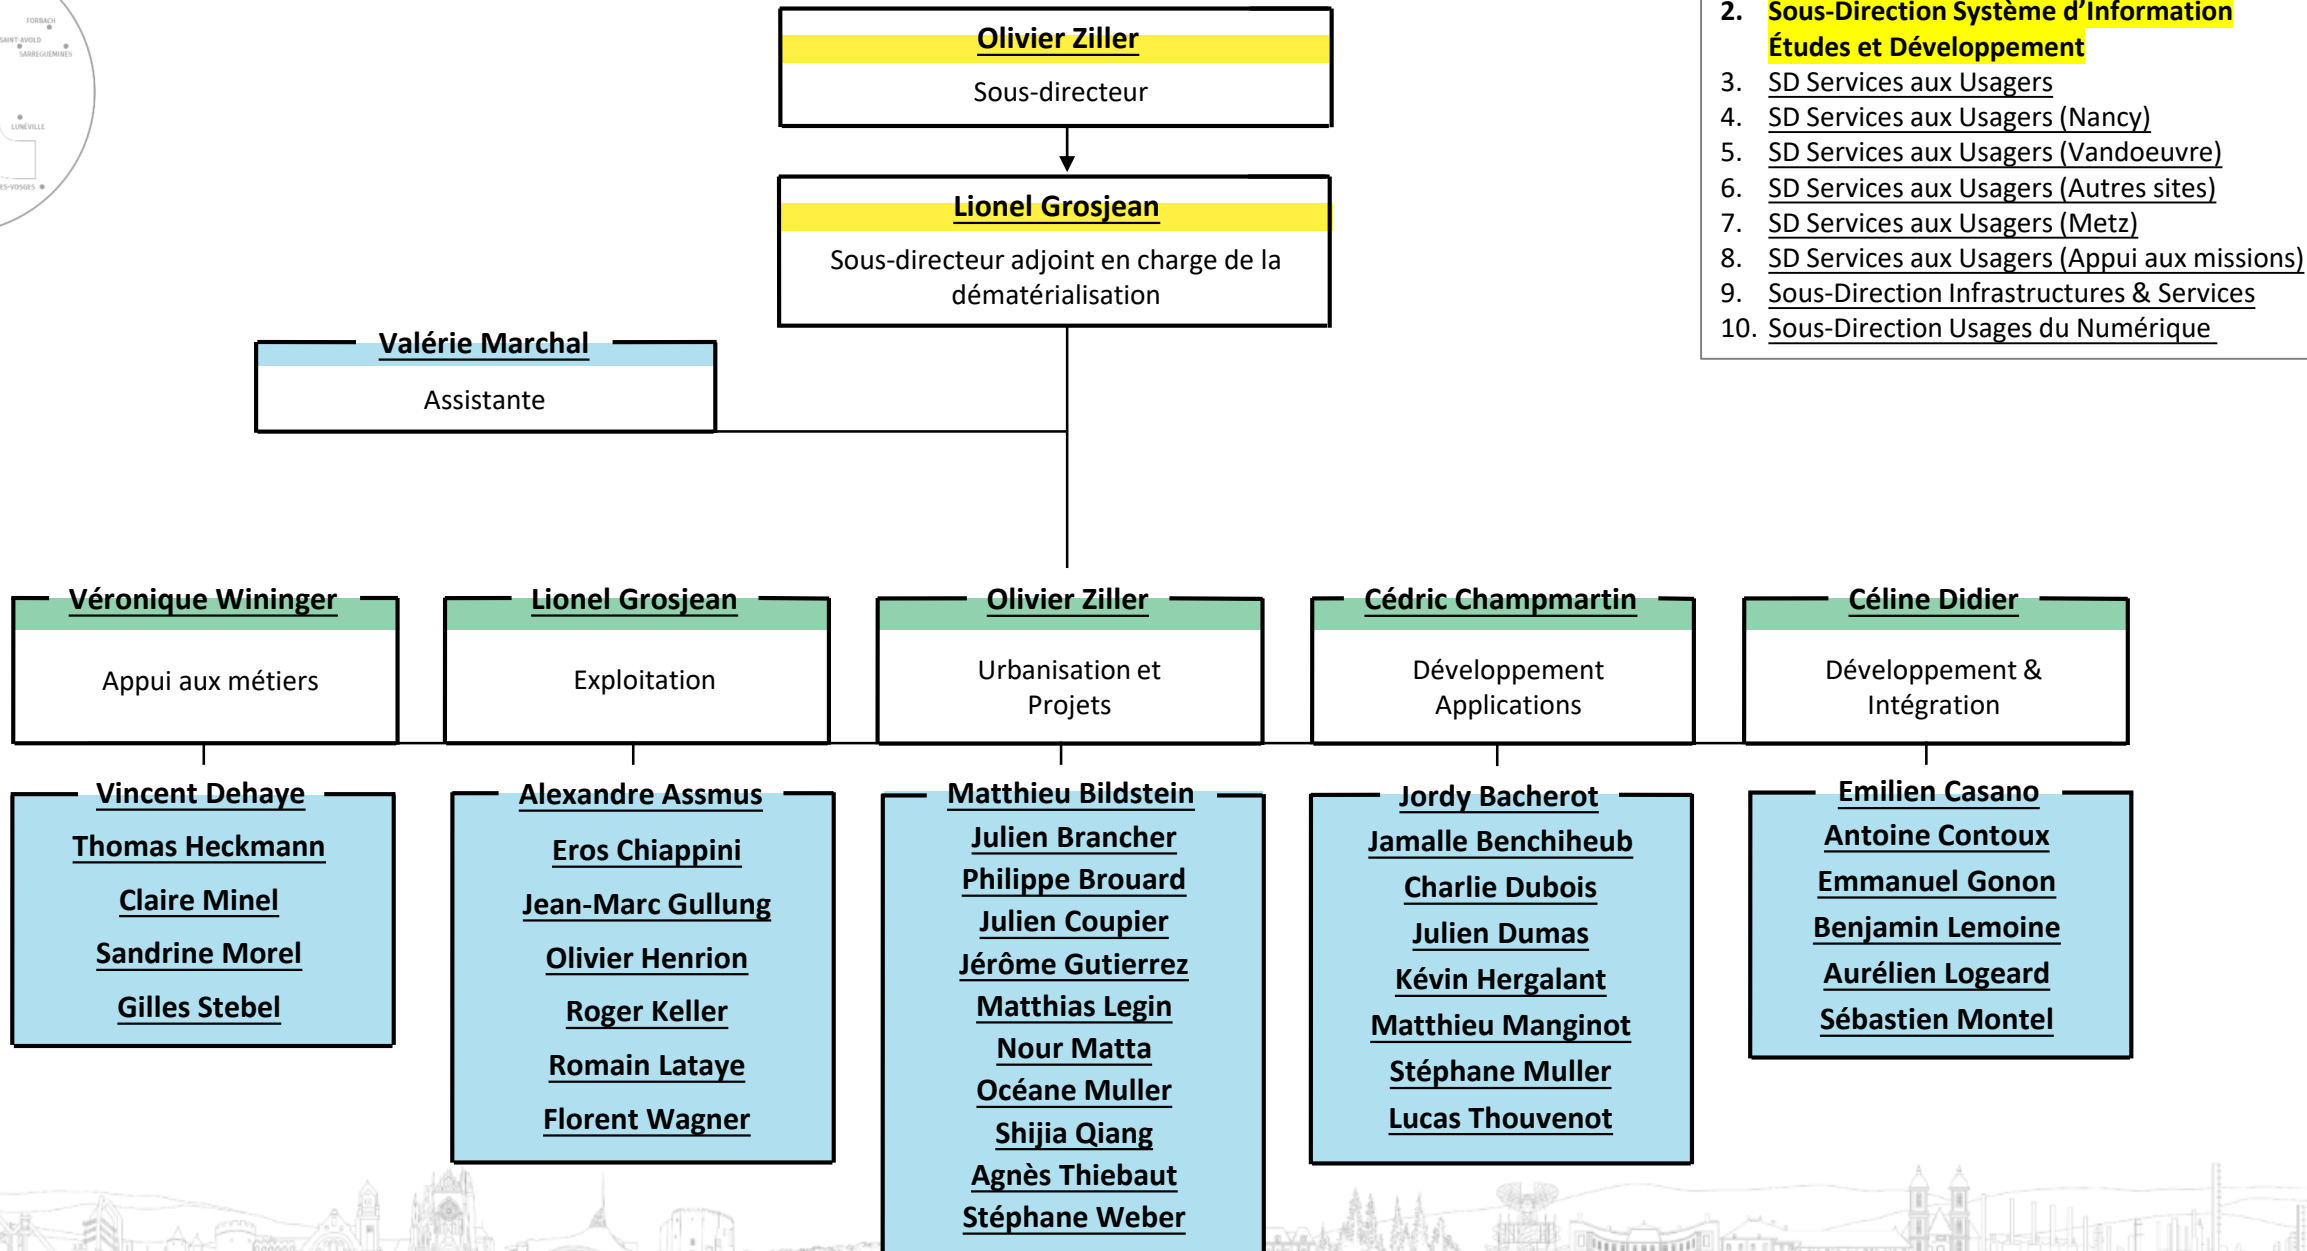 FORBACH
SAINT-AVOLD
SARREGUEMINES
LUNÉVILLE
ES-VOSGES
Olivier Ziller
Sous-directeur
Lionel Grosjean
Sous-directeur adjoint en charge de la
dématérialisation
Valérie Marchal
Assistante
2. Sous-Direction Système d’Information
Études et Développement
3. SD Services aux Usagers
4. SD Services aux Usagers (Nancy)
5. SD Services aux Usagers (Vandoeuvre)
6. SD Services aux Usagers (Autres sites)
7. SD Services aux Usagers (Metz)
8. SD Services aux Usagers (Appui aux missions)
9. Sous-Direction Infrastructures & Services
10. Sous-Direction Usages du Numérique
Véronique Wininger
Appui aux métiers
Vincent Dehaye
Thomas Heckmann
Claire Minel
Sandrine Morel
Gilles Stebel
Lionel Grosjean
Exploitation
Alexandre Assmus
Eros Chiappini
Jean-Marc Gullung
Olivier Henrion
Roger Keller
Romain Lataye
Florent Wagner
Olivier Ziller
Urbanisation et
Projets
Matthieu Bildstein
Julien Brancher
Philippe Brouard
Julien Coupier
Jérôme Gutierrez
Matthias Legin
Nour Matta
Océane Muller
Shijia Qiang
Agnès Thiebaut
Stéphane Weber
Cédric Champmartin
Développement
Applications
Jordy Bacherot
Jamalle Benchiheub
Charlie Dubois
Julien Dumas
Kévin Hergalant
Matthieu Manginot
Stéphane Muller
Lucas Thouvenot
Céline Didier
Développement &
Intégration
Emilien Casano
Antoine Contoux
Emmanuel Gonon
Benjamin Lemoine
Aurélien Logeard
Sébastien Montel